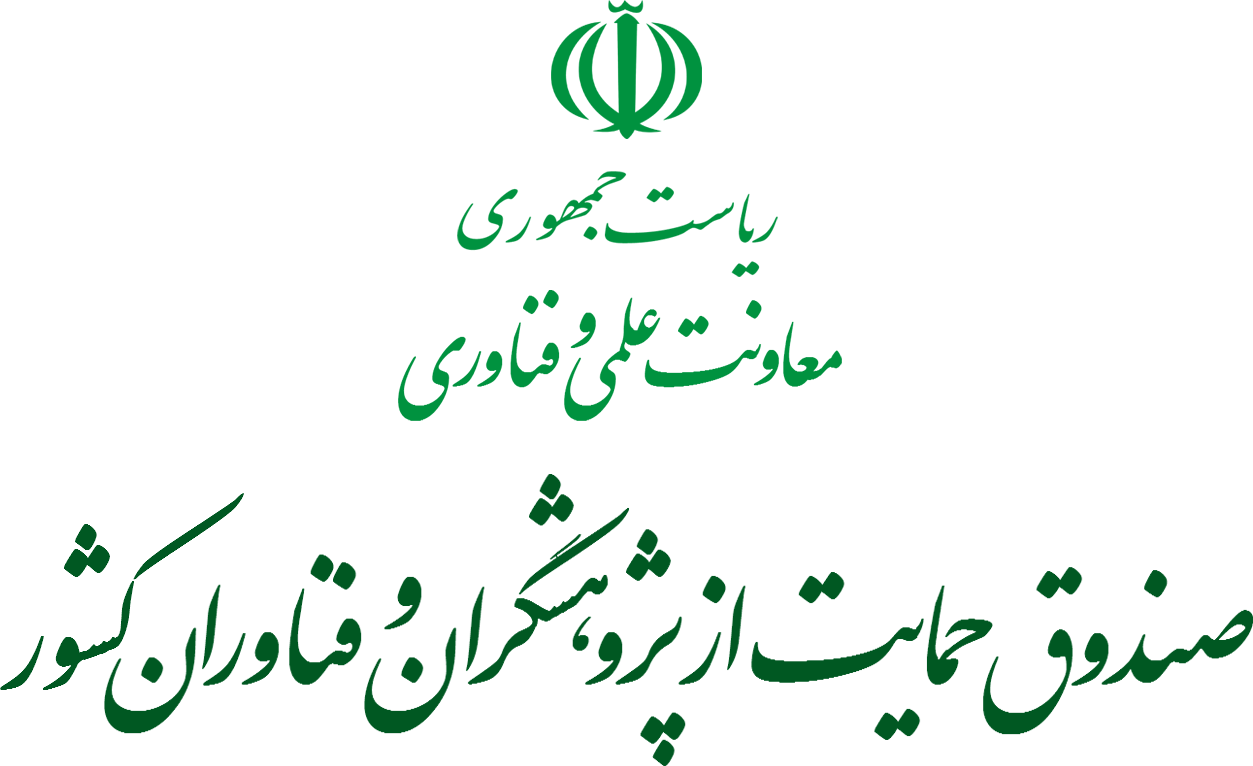 ریاست جمهوری
معاونت علمی و فناوری
صندوق حمایت از پژوهشگران و فناوران کشور